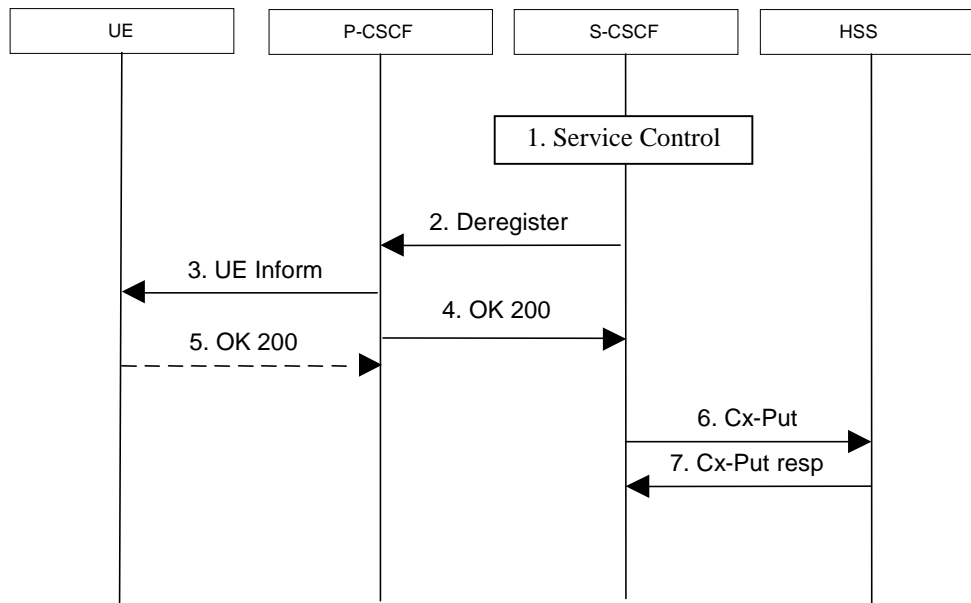 UE
P-CSCF
S-CSCF
HSS
1. Service Control
2. Deregister
3. UE Inform
4. OK 200
5. OK 200
6. Cx-Put
7. Cx-Put resp